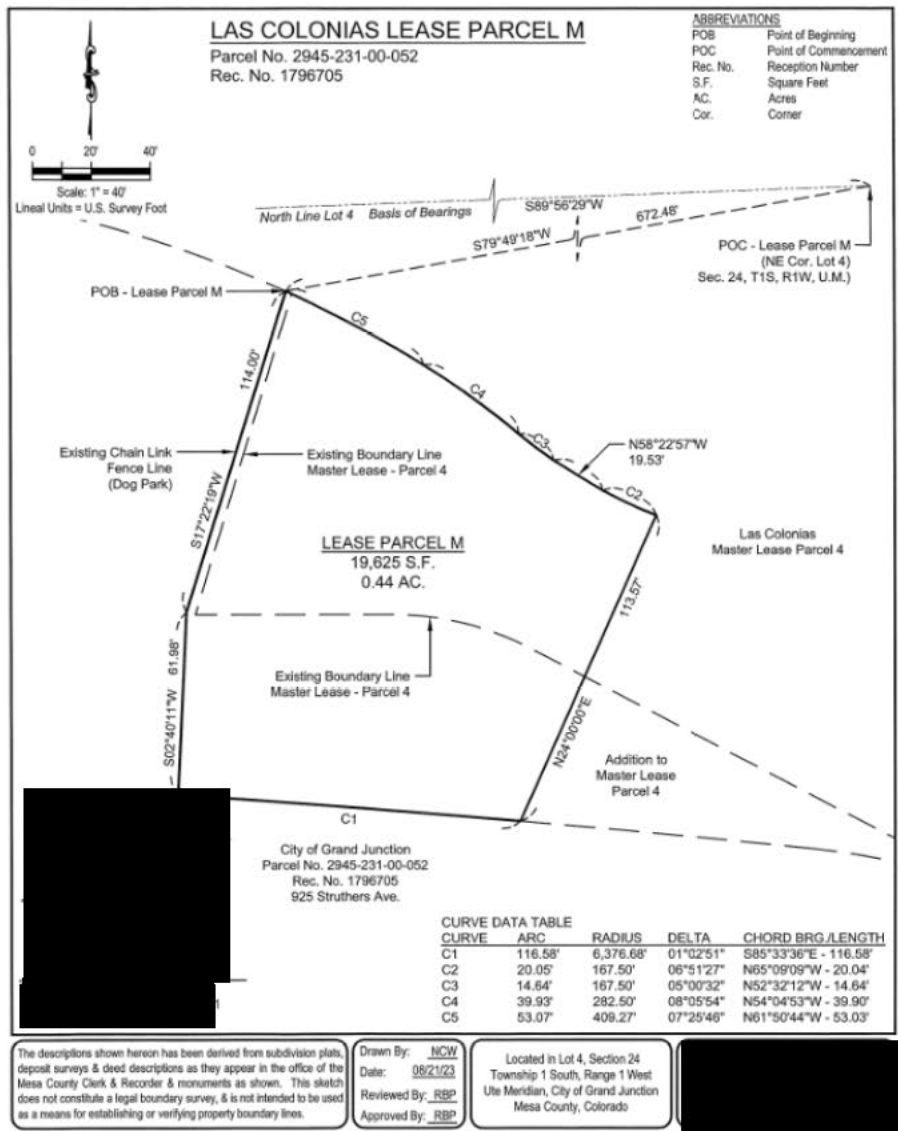 LAS COLONIAS LEASE PARCEL M
Parcel No. 2945-231-00-052
Rec. No. 1796705
ABBREVIATIONS
POB Point of Beginning
POC Point of Commencement
Rec. No. Reception Number
S.F. Square Feet
AC. Acres
Cor. Corner
0 20' 40'
Scale: 1" = 40'
Lineal Units = U.S. Survey Foot
North Line Lot 4 Basis of Bearings
S89°56'29"W
S79°49'18"W
672.48'
POC - Lease Parcel M
(NE Cor. Lot 4)
Sec. 24, T1S, R1W, U.M.)
POB - Lease Parcel M
C5
C4
C3
N58°22'57"W
19.53'
C2
114.00'
S17°22'19"W
Existing Chain Link
Fence Line
(Dog Park)
Existing Boundary Line
Master Lease - Parcel 4
LEASE PARCEL M
19,625 S.F.
0.44 AC.
Las Colonias
Master Lease Parcel 4
113.57'
N24°00'00"E
Existing Boundary Line
Master Lease - Parcel 4
S02°40'11"W 61.98'
Addition to
Master Lease
Parcel 4
C1
City of Grand Junction
Parcel No. 2945-231-00-052
Rec. No. 1796705
925 Struthers Ave.
CURVE DATA TABLE
CURVE ARC RADIUS DELTA CHORD BRG./LENGTH
C1 116.58' 6,376.68' 01°02'51" S85°33'36"E - 116.58'
C2 20.05' 167.50' 06°51'27" N65°09'09"W - 20.04'
C3 14.64' 167.50' 05°00'32" N52°32'12"W - 14.64'
C4 39.93' 282.50' 08°05'54" N54°04'53"W - 39.90'
C5 53.07' 409.27' 07°25'46" N61°50'44"W - 53.03'
The descriptions shown hereon has been derived from subdivision plats,
deposit surveys & deed descriptions as they appear in the office of the
Mesa County Clerk & Recorder & monuments as shown. This sketch
does not constitute a legal boundary survey, & is not intended to be used
as a means for establishing or verifying property boundary lines.
Drawn By: NCW
Date: 08/21/23
Reviewed By: RBP
Approved By: RBP
Located in Lot 4, Section 24
Township 1 South, Range 1 West
Ute Meridian, City of Grand Junction
Mesa County, Colorado